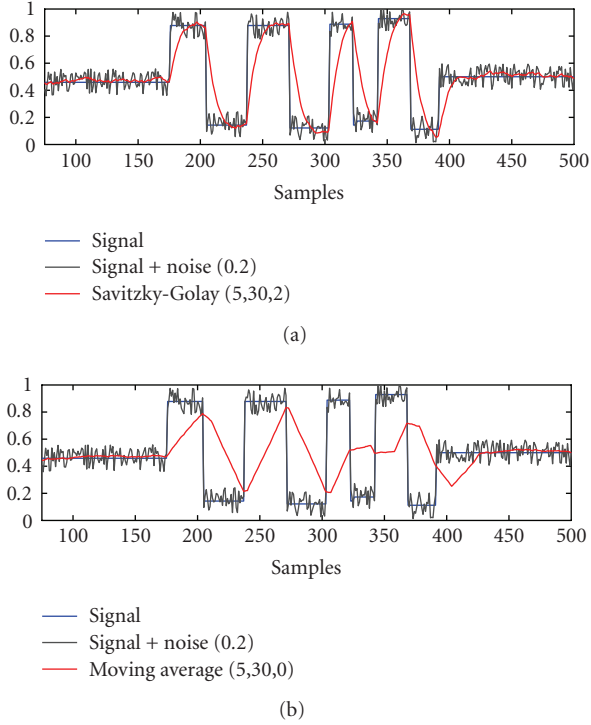 1
0.8
0.6
0.4
0.2
0
100 150 200 250 300 350 400 450 500
Samples
Signal
Signal + noise (0.2)
Savitzky-Golay (5,30,2)
(a)
1
0.8
0.6
0.4
0.2
0
100 150 200 250 300 350 400 450 500
Samples
Signal
Signal + noise (0.2)
Moving average (5,30,0)
(b)